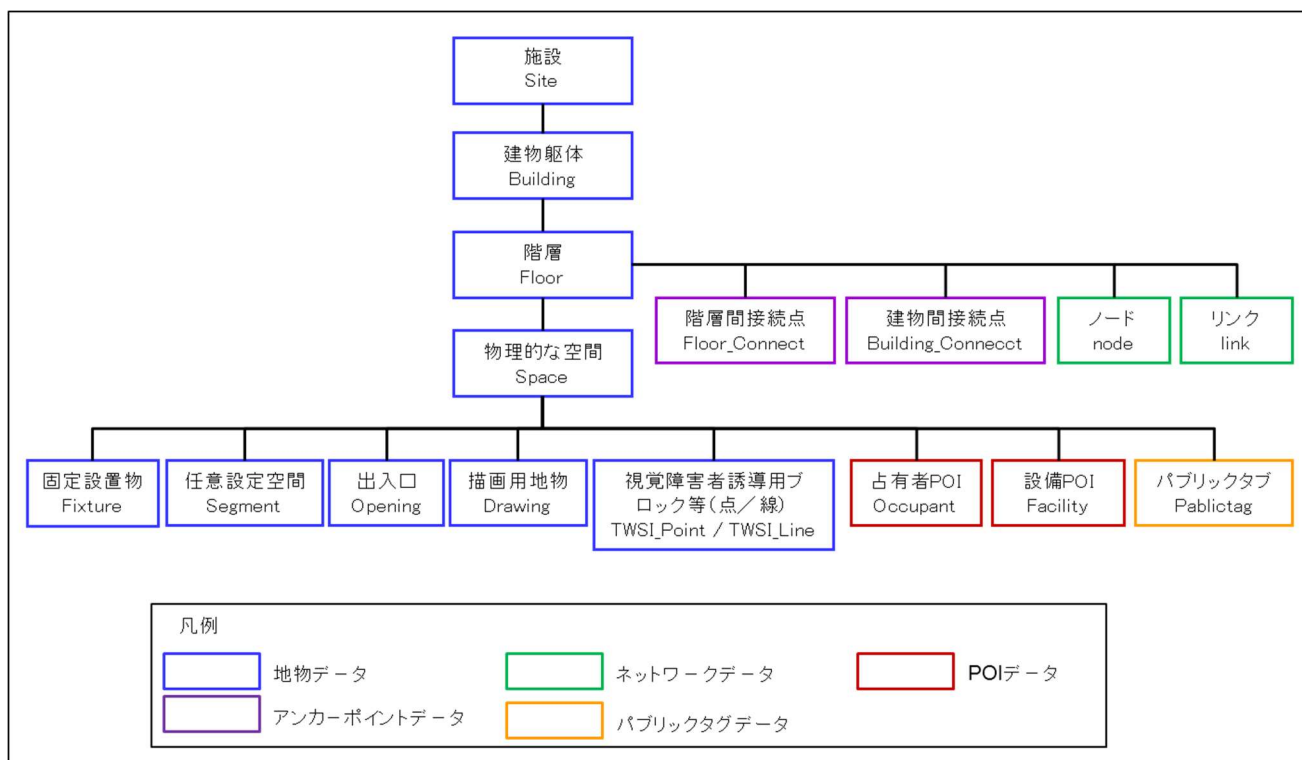 施設
Site
建物躯体
Building
階層
Floor
階層間接続点
Floor_Connect
建物間接続点
Building_Connecct
ノード
node
リンク
link
物理的な空間
Space
固定設置物
Fixture
任意設定空間
Segment
出入口
Opening
描画用地物
Drawing
視覚障害者誘導用ブ
ロック等(点／線)
TWSI_Point / TWSI_Line
占有者POI
Occupant
設備POI
Facility
パブリックタブ
Pablictag
凡例
地物データ
ネットワークデータ
POIデータ
アンカーポイントデータ
パブリックタグデータ